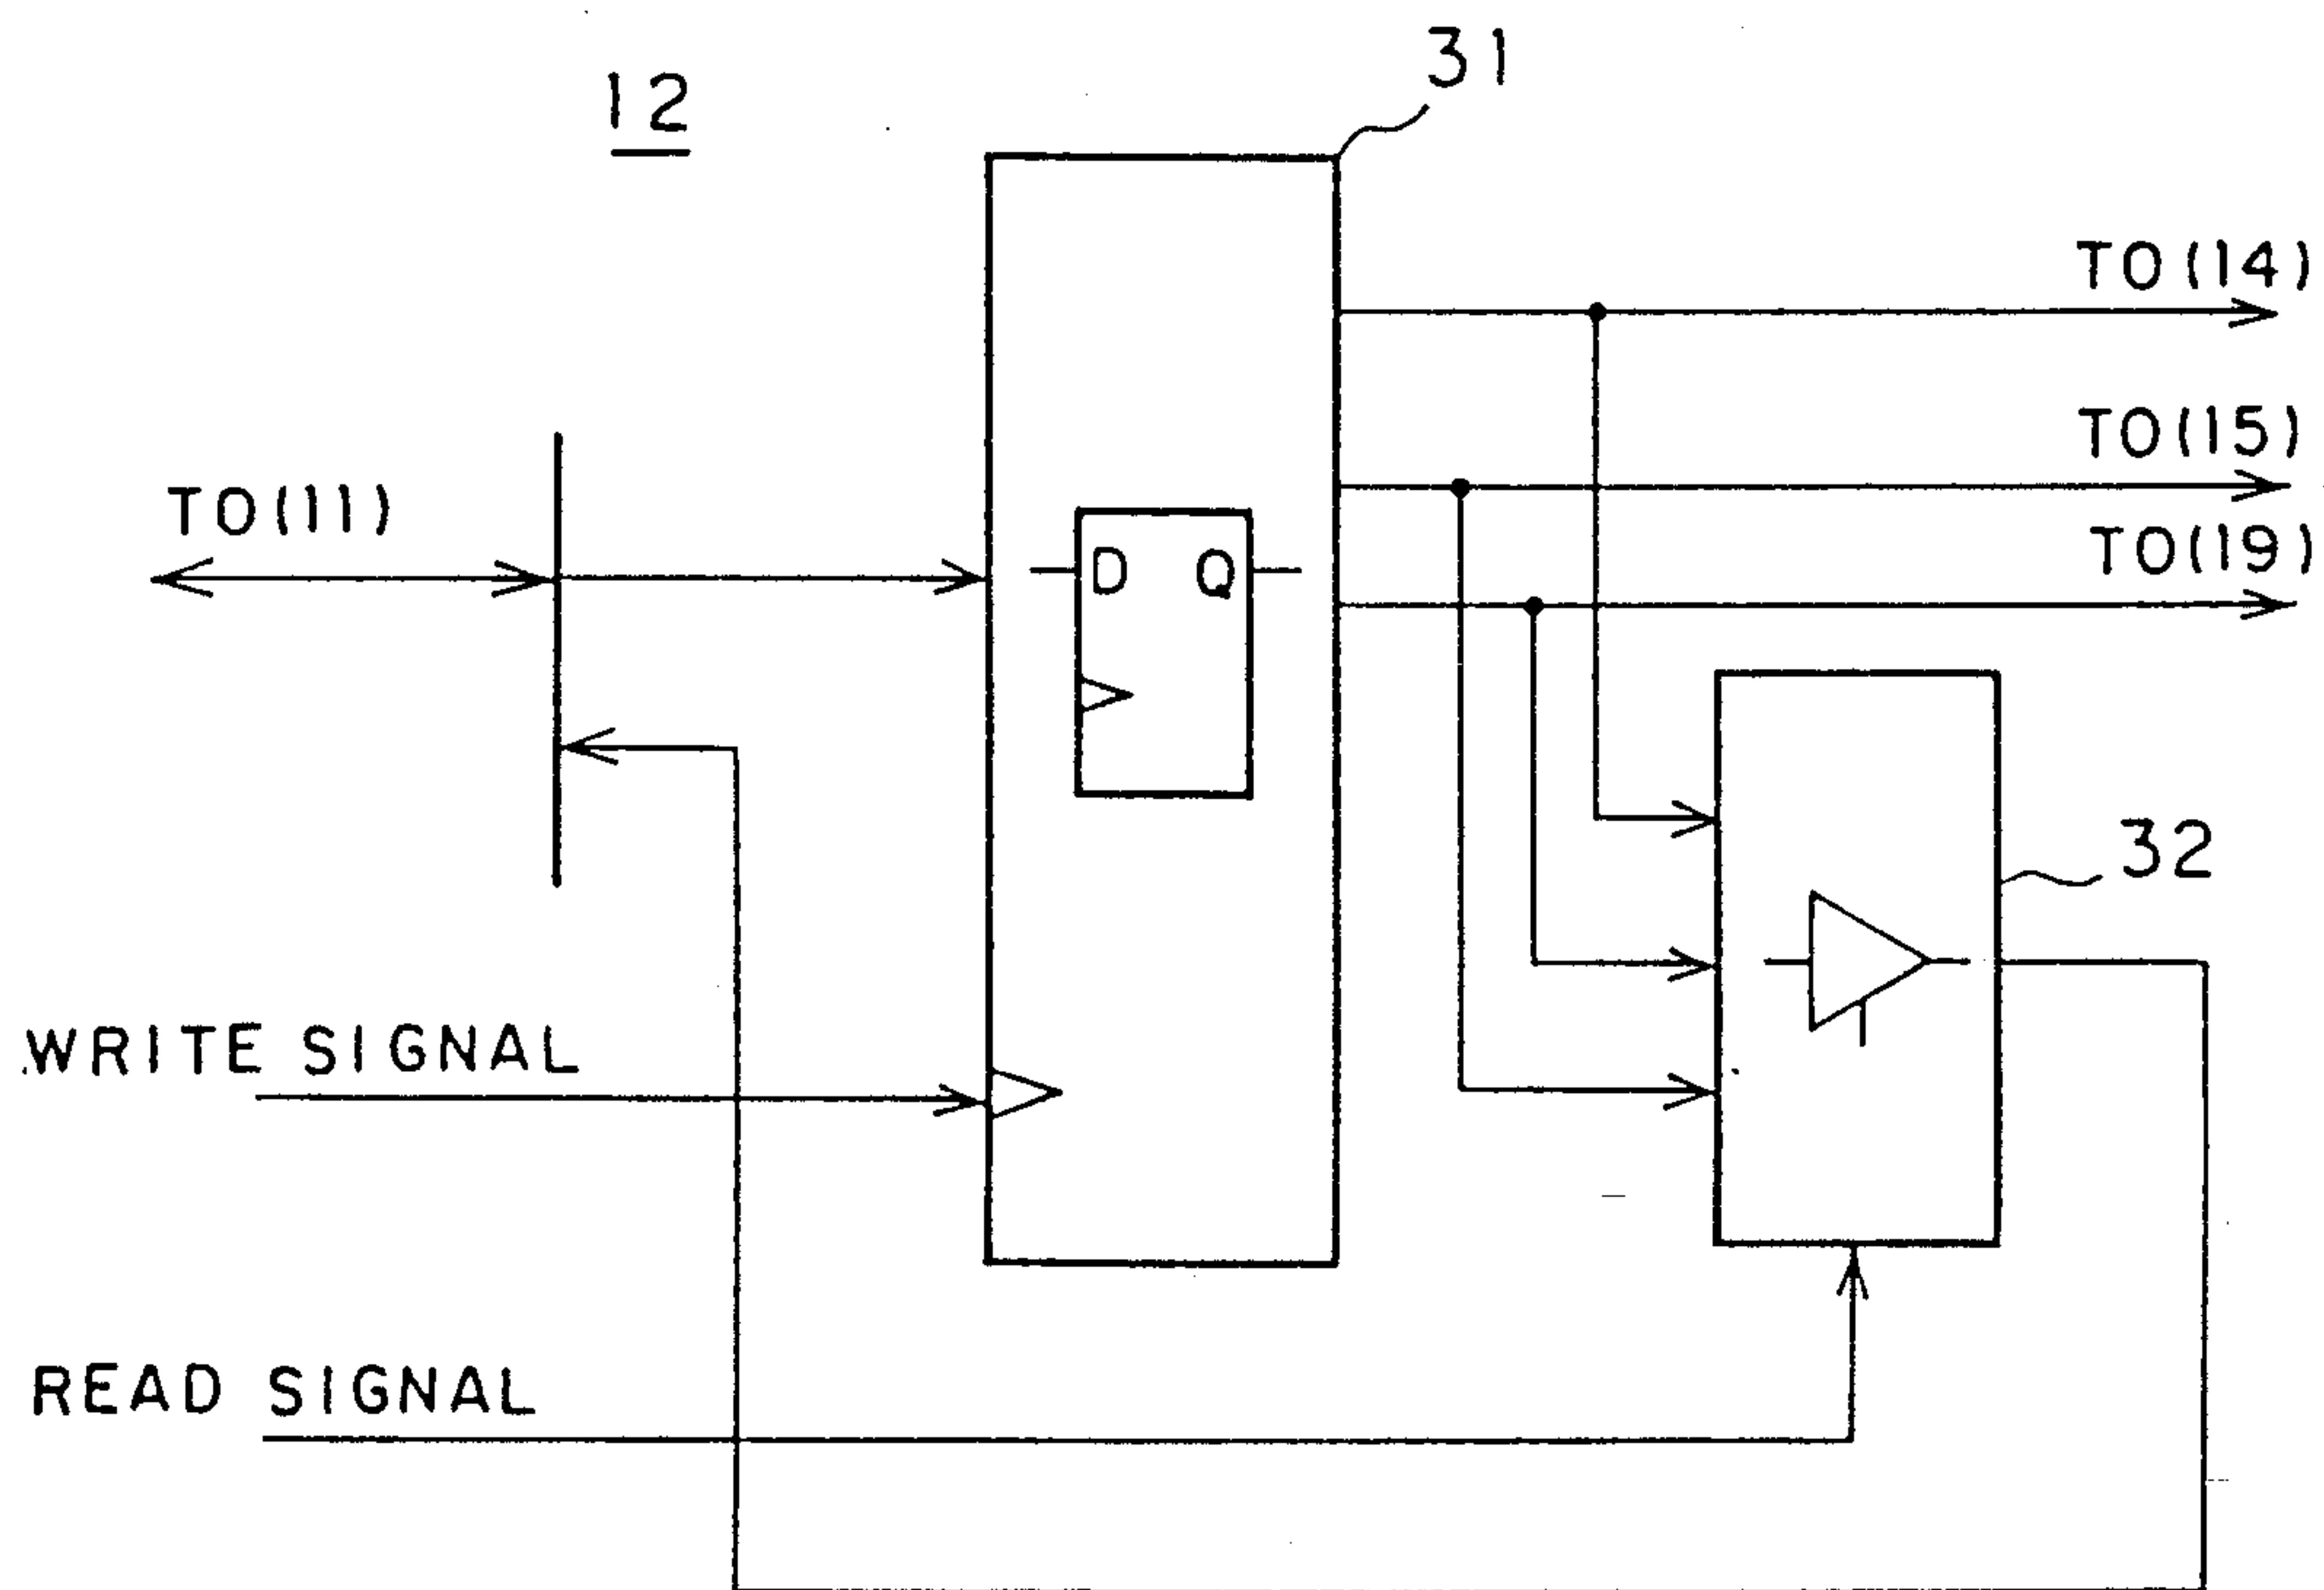 31
12
TO(14)
TO(15)
TO(11)
TO(19)
D Q
32
WRITE SIGNAL
READ SIGNAL